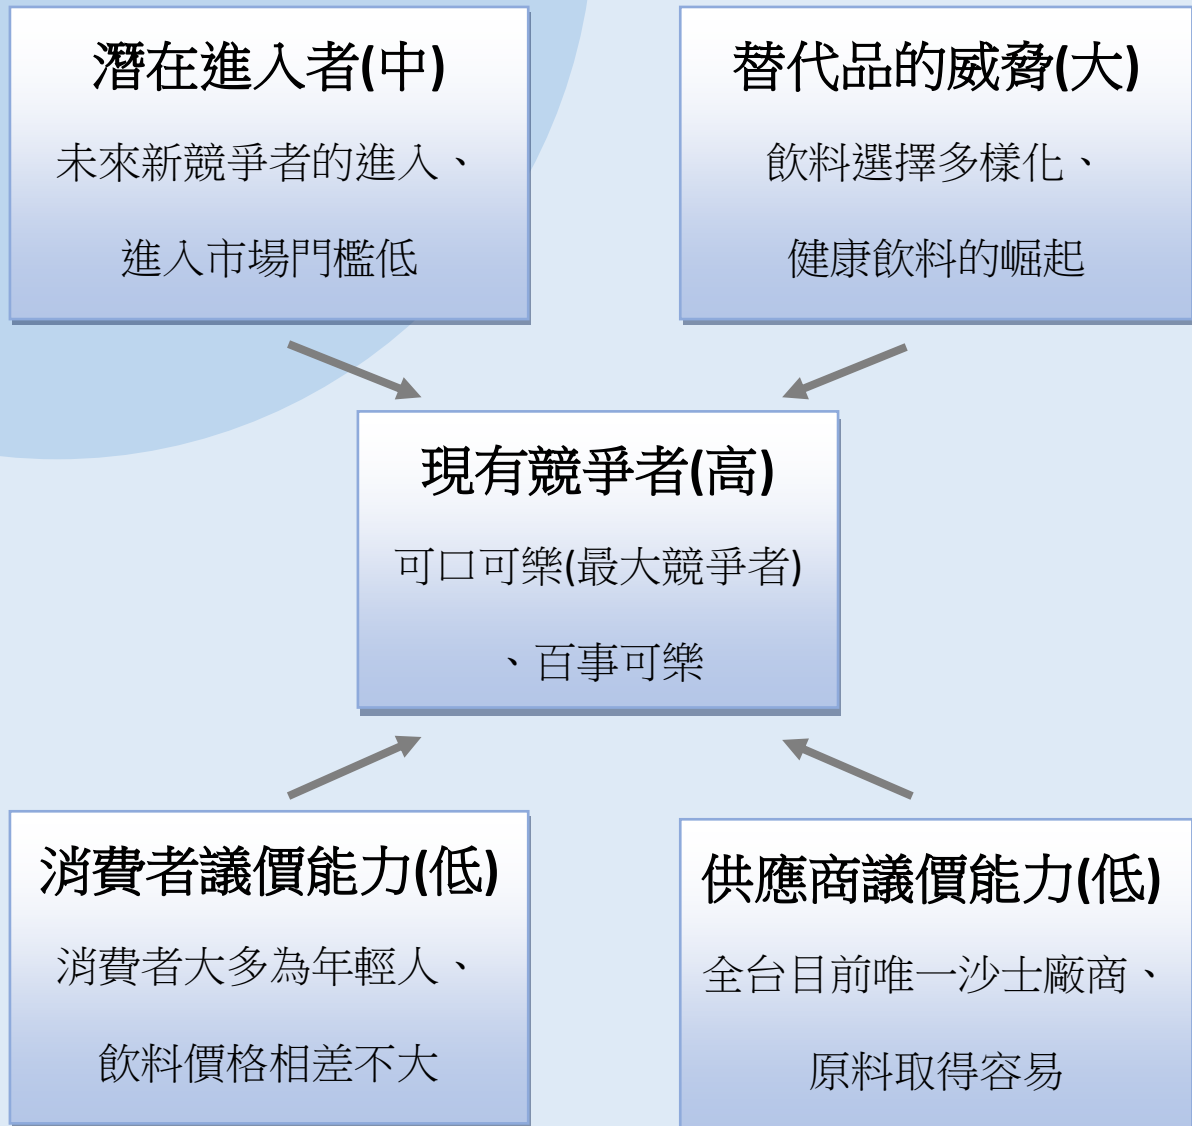 潛在進入者(中)
未來新競爭者的進入、
進入市場門檻低
替代品的威脅(大)
飲料選擇多樣化、
健康飲料的崛起
現有競爭者(高)
可口可樂(最大競爭者)
、百事可樂
消費者議價能力(低)
消費者大多為年輕人、
飲料價格相差不大
供應商議價能力(低)
全台目前唯一沙士廠商、
原料取得容易